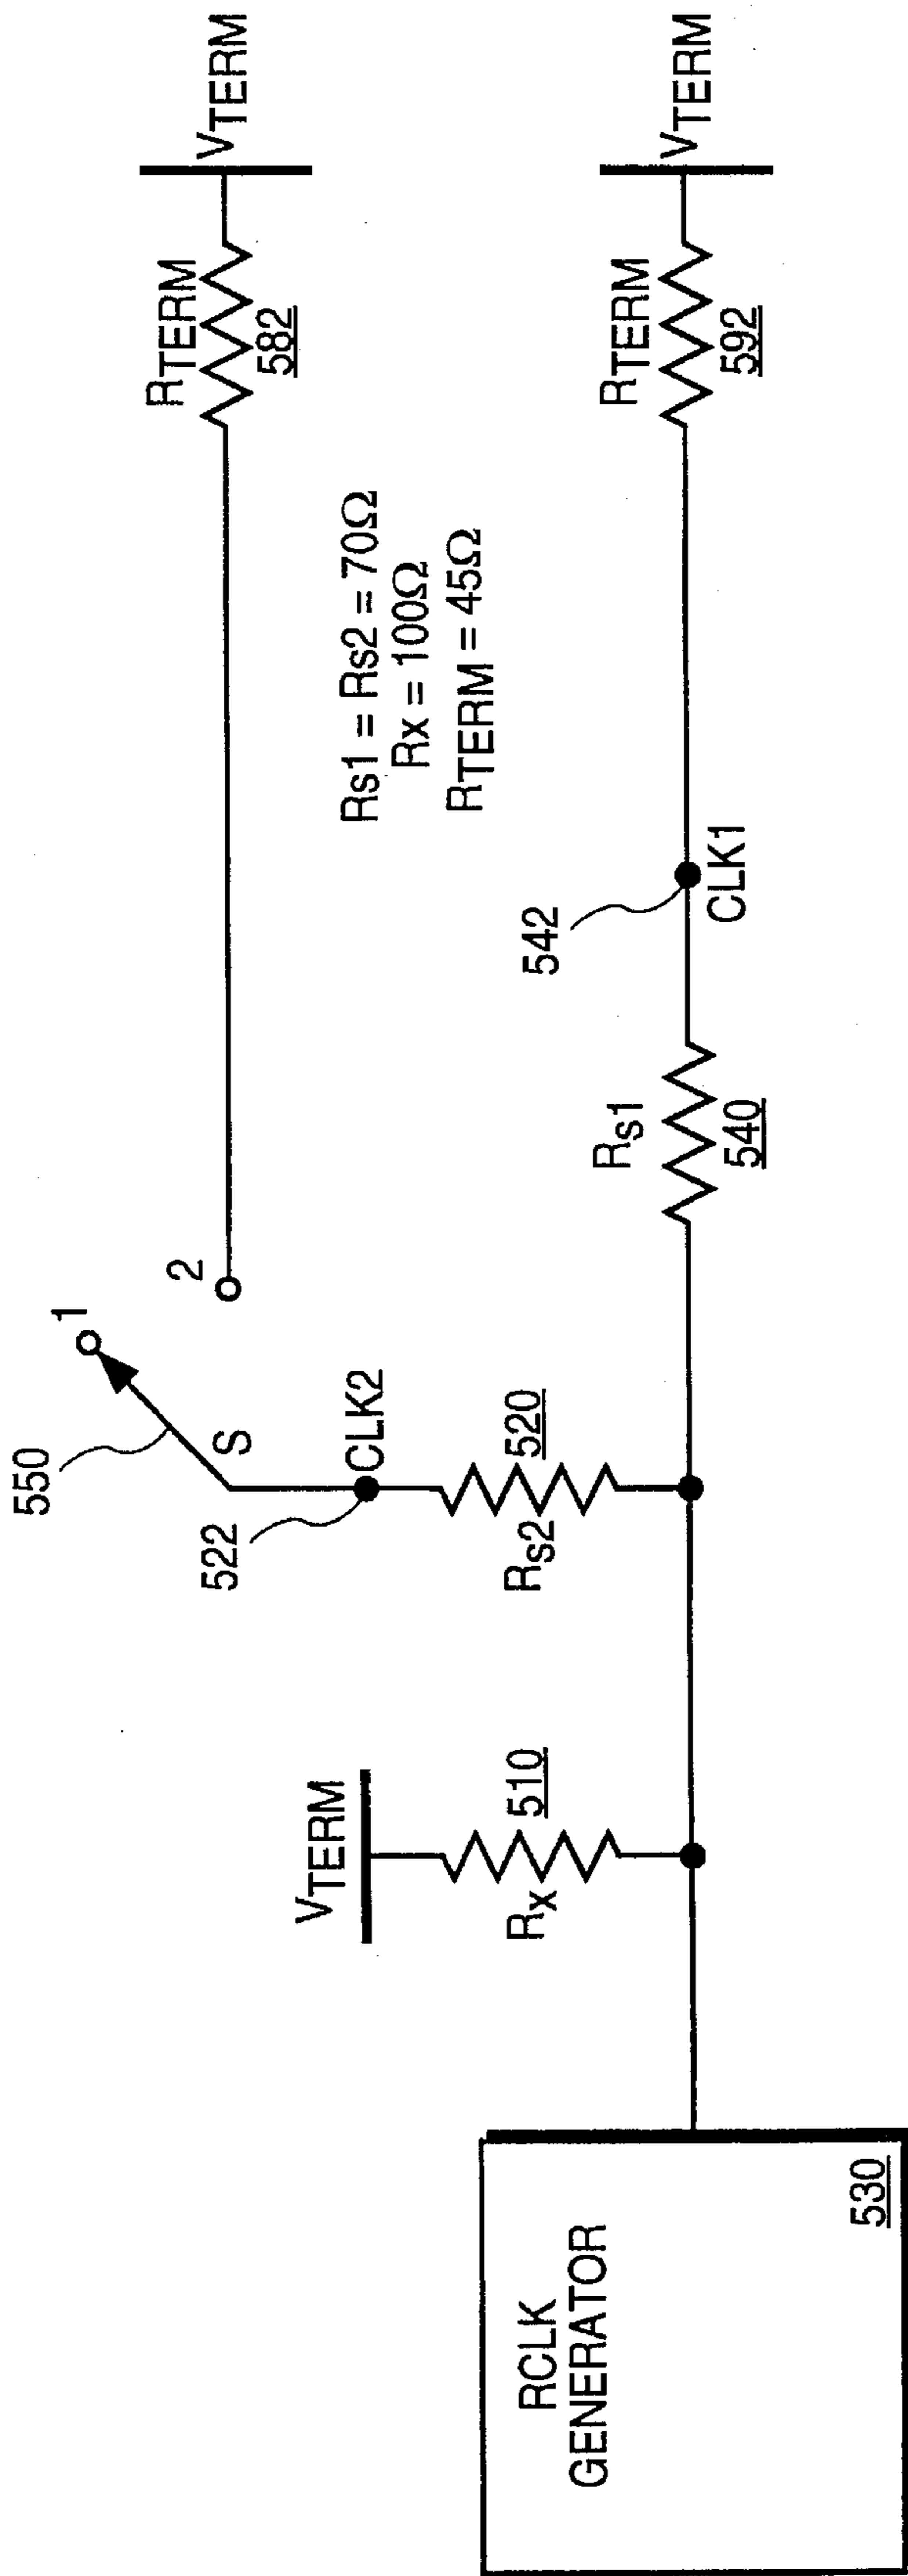 RCLK
GENERATOR
530
VTERM
Rx
510
550
S
1
2
522
CLK2
Rs2
520
Rs1
540
542
CLK1
Rs1 = Rs2 = 70Ω
Rx = 100Ω
RTERM = 45Ω
RTERM
582
VTERM
RTERM
592
VTERM